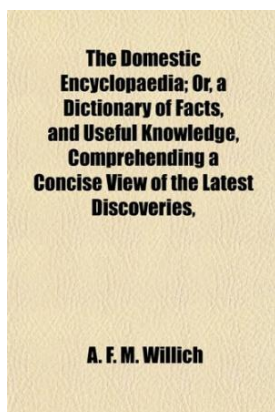 The Domestic
Encyclopaedia; Or, a
Dictionary of Facts,
and Useful Knowledge,
Comprehending a
Concise View of the Latest
Discoveries,
A. F. M. Willich